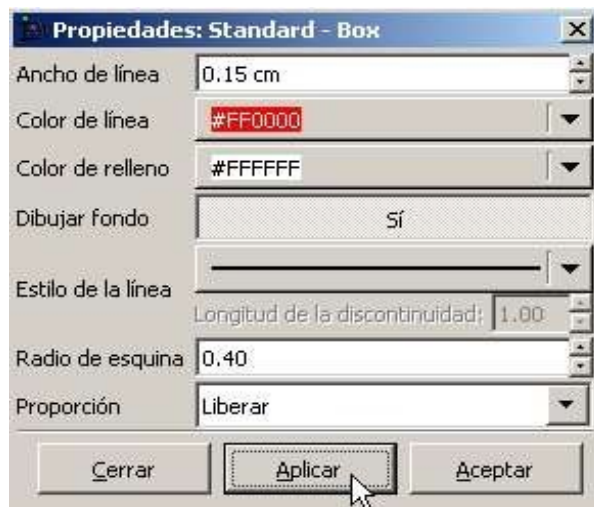 Propiedades: Standard - Box
Ancho de línea 0.15 cm
Color de línea #FF0000
Color de relleno #FFFFFF
Dibujar fondo Sí
Estilo de la línea
Longitud de la discontinuidad: 1.00
Radio de esquina 0.40
Proporción Liberar
Cerrar Aplicar Aceptar